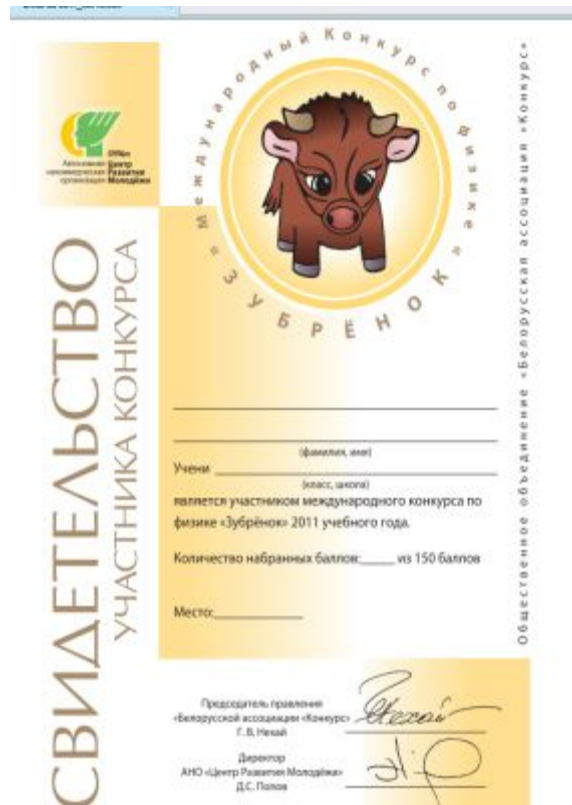 Международный Конкурс по физике «
ЗУБРЁНОК
Автономная
некоммерческая
организация
Центр
Развития
Молодёжи
СВИДЕТЕЛЬСТВО
УЧАСТНИКА КОНКУРСА
Общественное объединение «Белорусская ассоциация «Конкурс»
(фамилия, имя)
Учени
(класс, школа)
является участником международного конкурса по
физике «Зубрёнок» 2011 учебного года.
Количество набранных баллов:_____ из 150 баллов
Место:
Председатель правления
«Белорусской ассоциации «Конкурс»
Г. В. Нехай
Директор
АНО «Центр Развития Молодёжи»
Д.С. Попов